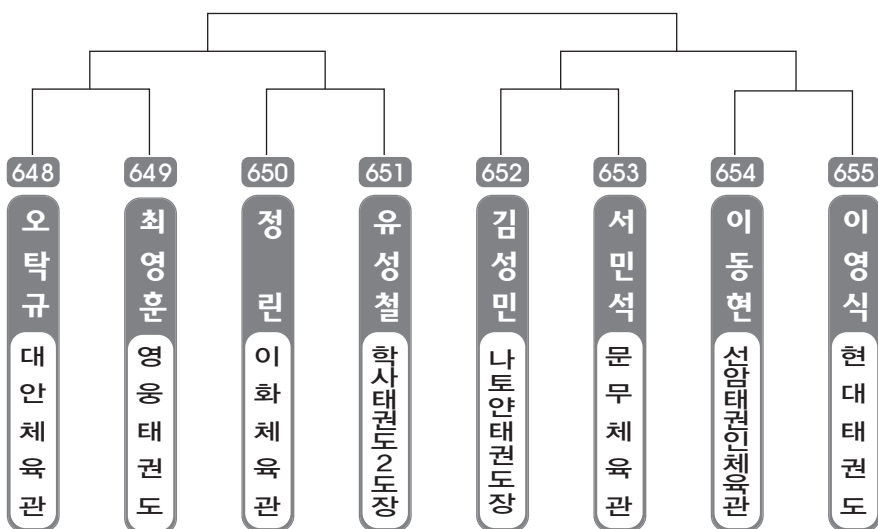 648
649
650
651
652
653
654
655
오탁규
최영훈
정린
유성철
김성민
서민석
이동현
이영식
대안체육관
영웅태권도
이화체육관
학사태권도2도장
나토얀태권도장
문무체육관
선암태권인체육관
현대태권도